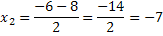 x₂ = (−6−8)/2 = −14/2 = −7